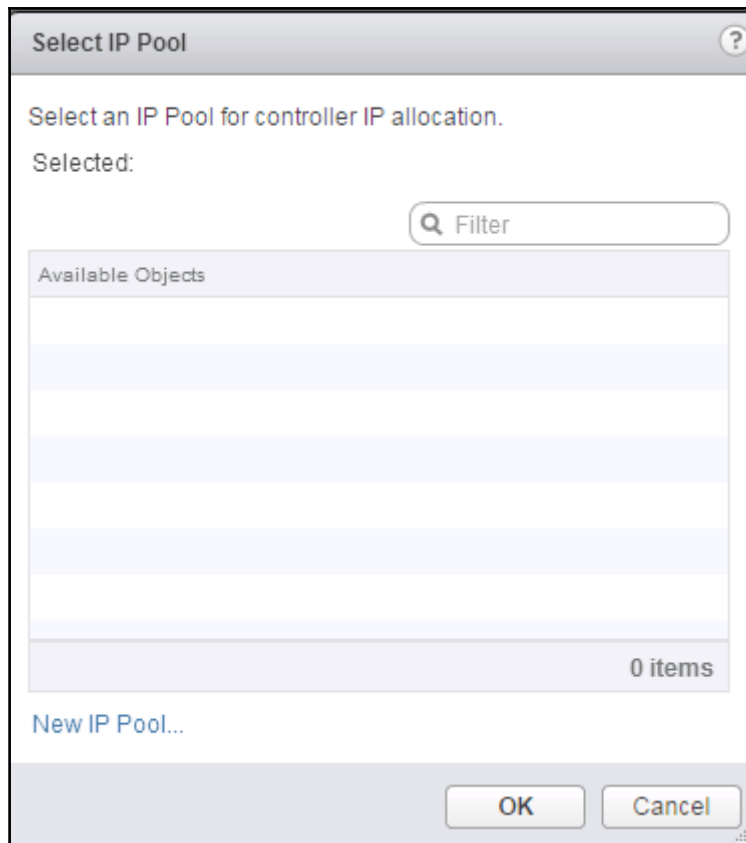 Select IP Pool
?
Select an IP Pool for controller IP allocation.
Selected:
Filter
Available Objects
0 items
New IP Pool...
OK
Cancel